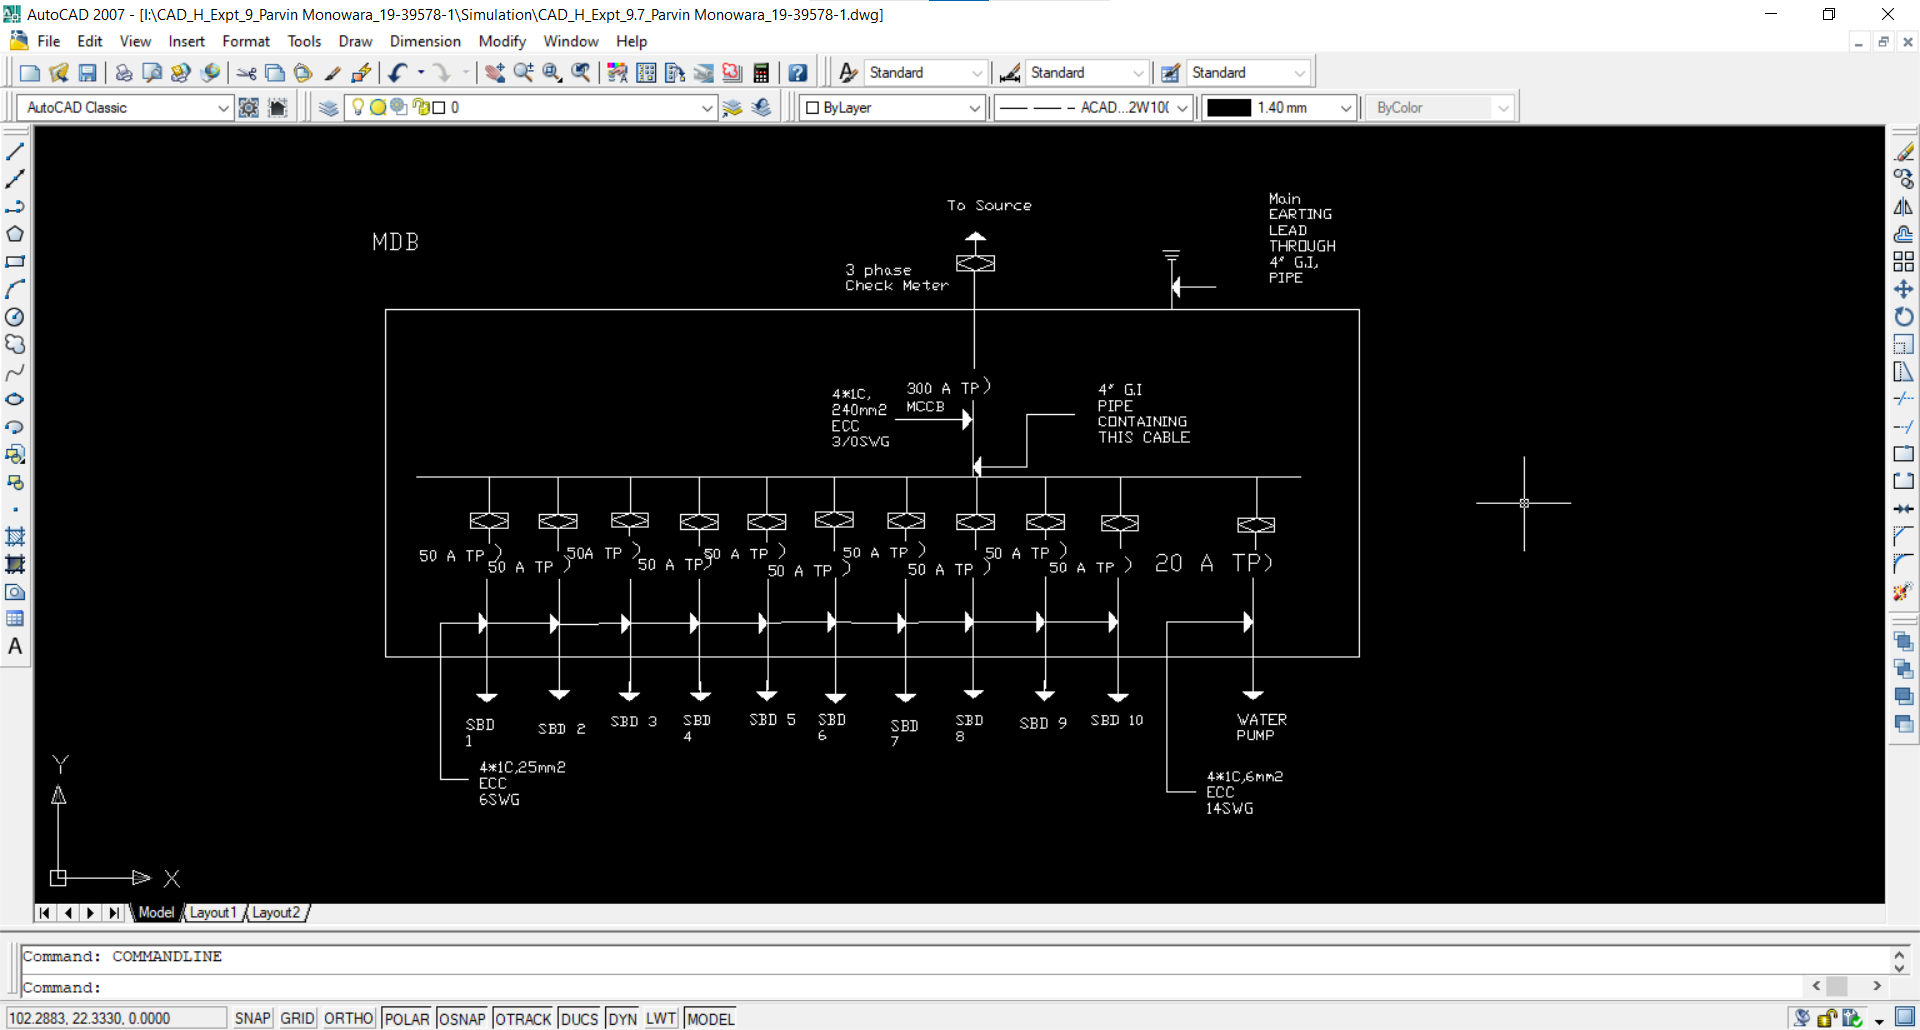 AutoCAD 2007 - [I:\CAD_H_Expt_9_Parvin Monowara_19-39578-1\Simulation\CAD_H_Expt_9.7_Parvin Monowara_19-39578-1.dwg]
File Edit View Insert Format Tools Draw Dimension Modify Window Help
Standard Standard Standard
AutoCAD Classic 0 ByLayer ACAD...2W10( 1.40 mm ByColor
MDB
To Source
3 phase
Check Meter
Main
EARTING
LEAD
THROUGH
4" G.I,
PIPE
4*1C,
240mm2
ECC
3/0SWG
300 A TP)
MCCB
4" G.I
PIPE
CONTAINING
THIS CABLE
50 A TP )
50 A TP )
50A TP )
50 A TP)
50 A TP )
50 A TP )
50 A TP )
50 A TP )
50 A TP )
50 A TP )
20 A TP)
SBD
1
SBD 2
SBD 3
SBD
4
SBD 5
SBD
6
SBD
7
SBD
8
SBD 9
SBD 10
WATER
PUMP
4*1C,25mm2
ECC
6SWG
4*1C,6mm2
ECC
14SWG
Y
X
Model Layout1 Layout2
Command: COMMANDLINE
Command:
102.2883, 22.3330, 0.0000 SNAP GRID ORTHO POLAR OSNAP OTRACK DUCS DYN LWT MODEL